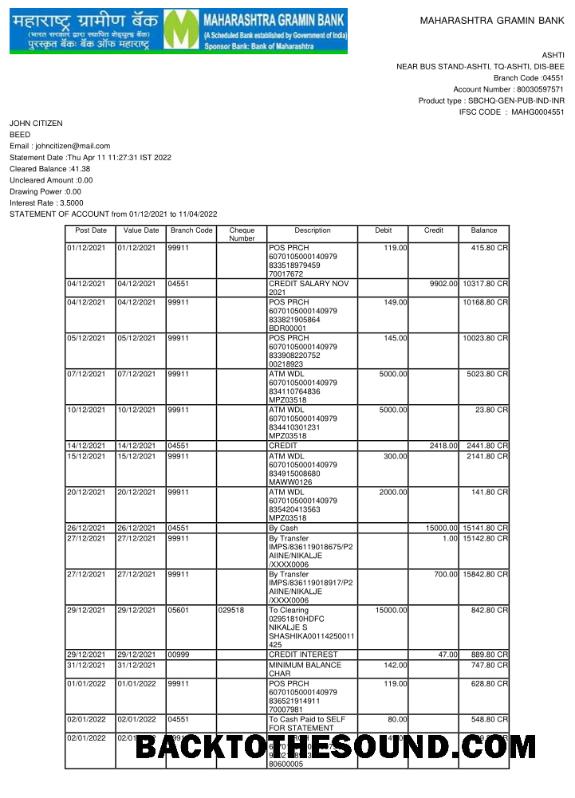 महाराष्ट्र ग्रामीण बैंक
(भारत सरकार द्वारा स्थापित शेड्युल्ड बैंक)
पुरस्कृत बँकः बँक ऑफ महाराष्ट्र
MAHARASHTRA GRAMIN BANK
(A Scheduled Bank established by Government of India)
Sponsor Bank: Bank of Maharashtra
MAHARASHTRA GRAMIN BANK
ASHTI
NEAR BUS STAND-ASHTI, TQ-ASHTI, DIS-BEE
Branch Code :04551
Account Number : 80030597571
Product type : SBCHQ-GEN-PUB-IND-INR
IFSC CODE : MAHG0004551
JOHN CITIZEN
BEED
Email : johncitizen@mail.com
Statement Date :Thu Apr 11 11:27:31 IST 2022
Cleared Balance :41.38
Uncleared Amount :0.00
Drawing Power :0.00
Interest Rate : 3.5000
STATEMENT OF ACCOUNT from 01/12/2021 to 11/04/2022
Post Date Value Date Branch Code Cheque Description Debit Credit Balance
Number
01/12/2021 01/12/2021 99911 POS PRCH 119.00 415.80 CR
6070105000140979
833518979459
70017672
04/12/2021 04/12/2021 04551 CREDIT SALARY NOV 9902.00 10317.80 CR
2021
04/12/2021 04/12/2021 99911 POS PRCH 149.00 10168.80 CR
6070105000140979
833821905864
BDR00001
05/12/2021 05/12/2021 99911 POS PRCH 145.00 10023.80 CR
6070105000140979
833908220752
00218923
07/12/2021 07/12/2021 99911 ATM WDL 5000.00 5023.80 CR
6070105000140979
834110764836
MPZ03518
10/12/2021 10/12/2021 99911 ATM WDL 5000.00 23.80 CR
6070105000140979
834410301231
MPZ03518
14/12/2021 14/12/2021 04551 CREDIT 2418.00 2441.80 CR
15/12/2021 15/12/2021 99911 ATM WDL 300.00 2141.80 CR
6070105000140979
834915008680
MAWW0126
20/12/2021 20/12/2021 99911 ATM WDL 2000.00 141.80 CR
6070105000140979
835420413563
MPZ03518
26/12/2021 26/12/2021 04551 By Cash 15000.00 15141.80 CR
27/12/2021 27/12/2021 99911 By Transfer 1.00 15142.80 CR
IMPS/836119018675/P2
AIINE/NIKALJE
/XXXX0006
27/12/2021 27/12/2021 99911 By Transfer 700.00 15842.80 CR
IMPS/836119018917/P2
AIINE/NIKALJE
/XXXX0006
29/12/2021 29/12/2021 05601 029518 To Clearing 15000.00 842.80 CR
02951810HDFC
NIKALJE S
SHASHIKA00114250011
425
29/12/2021 29/12/2021 00999 CREDIT INTEREST 47.00 889.80 CR
31/12/2021 31/12/2021 MINIMUM BALANCE 142.00 747.80 CR
CHAR
01/01/2022 01/01/2022 99911 POS PRCH 119.00 628.80 CR
6070105000140979
836521914911
70007981
02/01/2022 02/01/2022 04551 To Cash Paid to SELF 80.00 548.80 CR
FOR STATEMENT
02/01/2022
BACKTOTHESOUND.COM
80600005